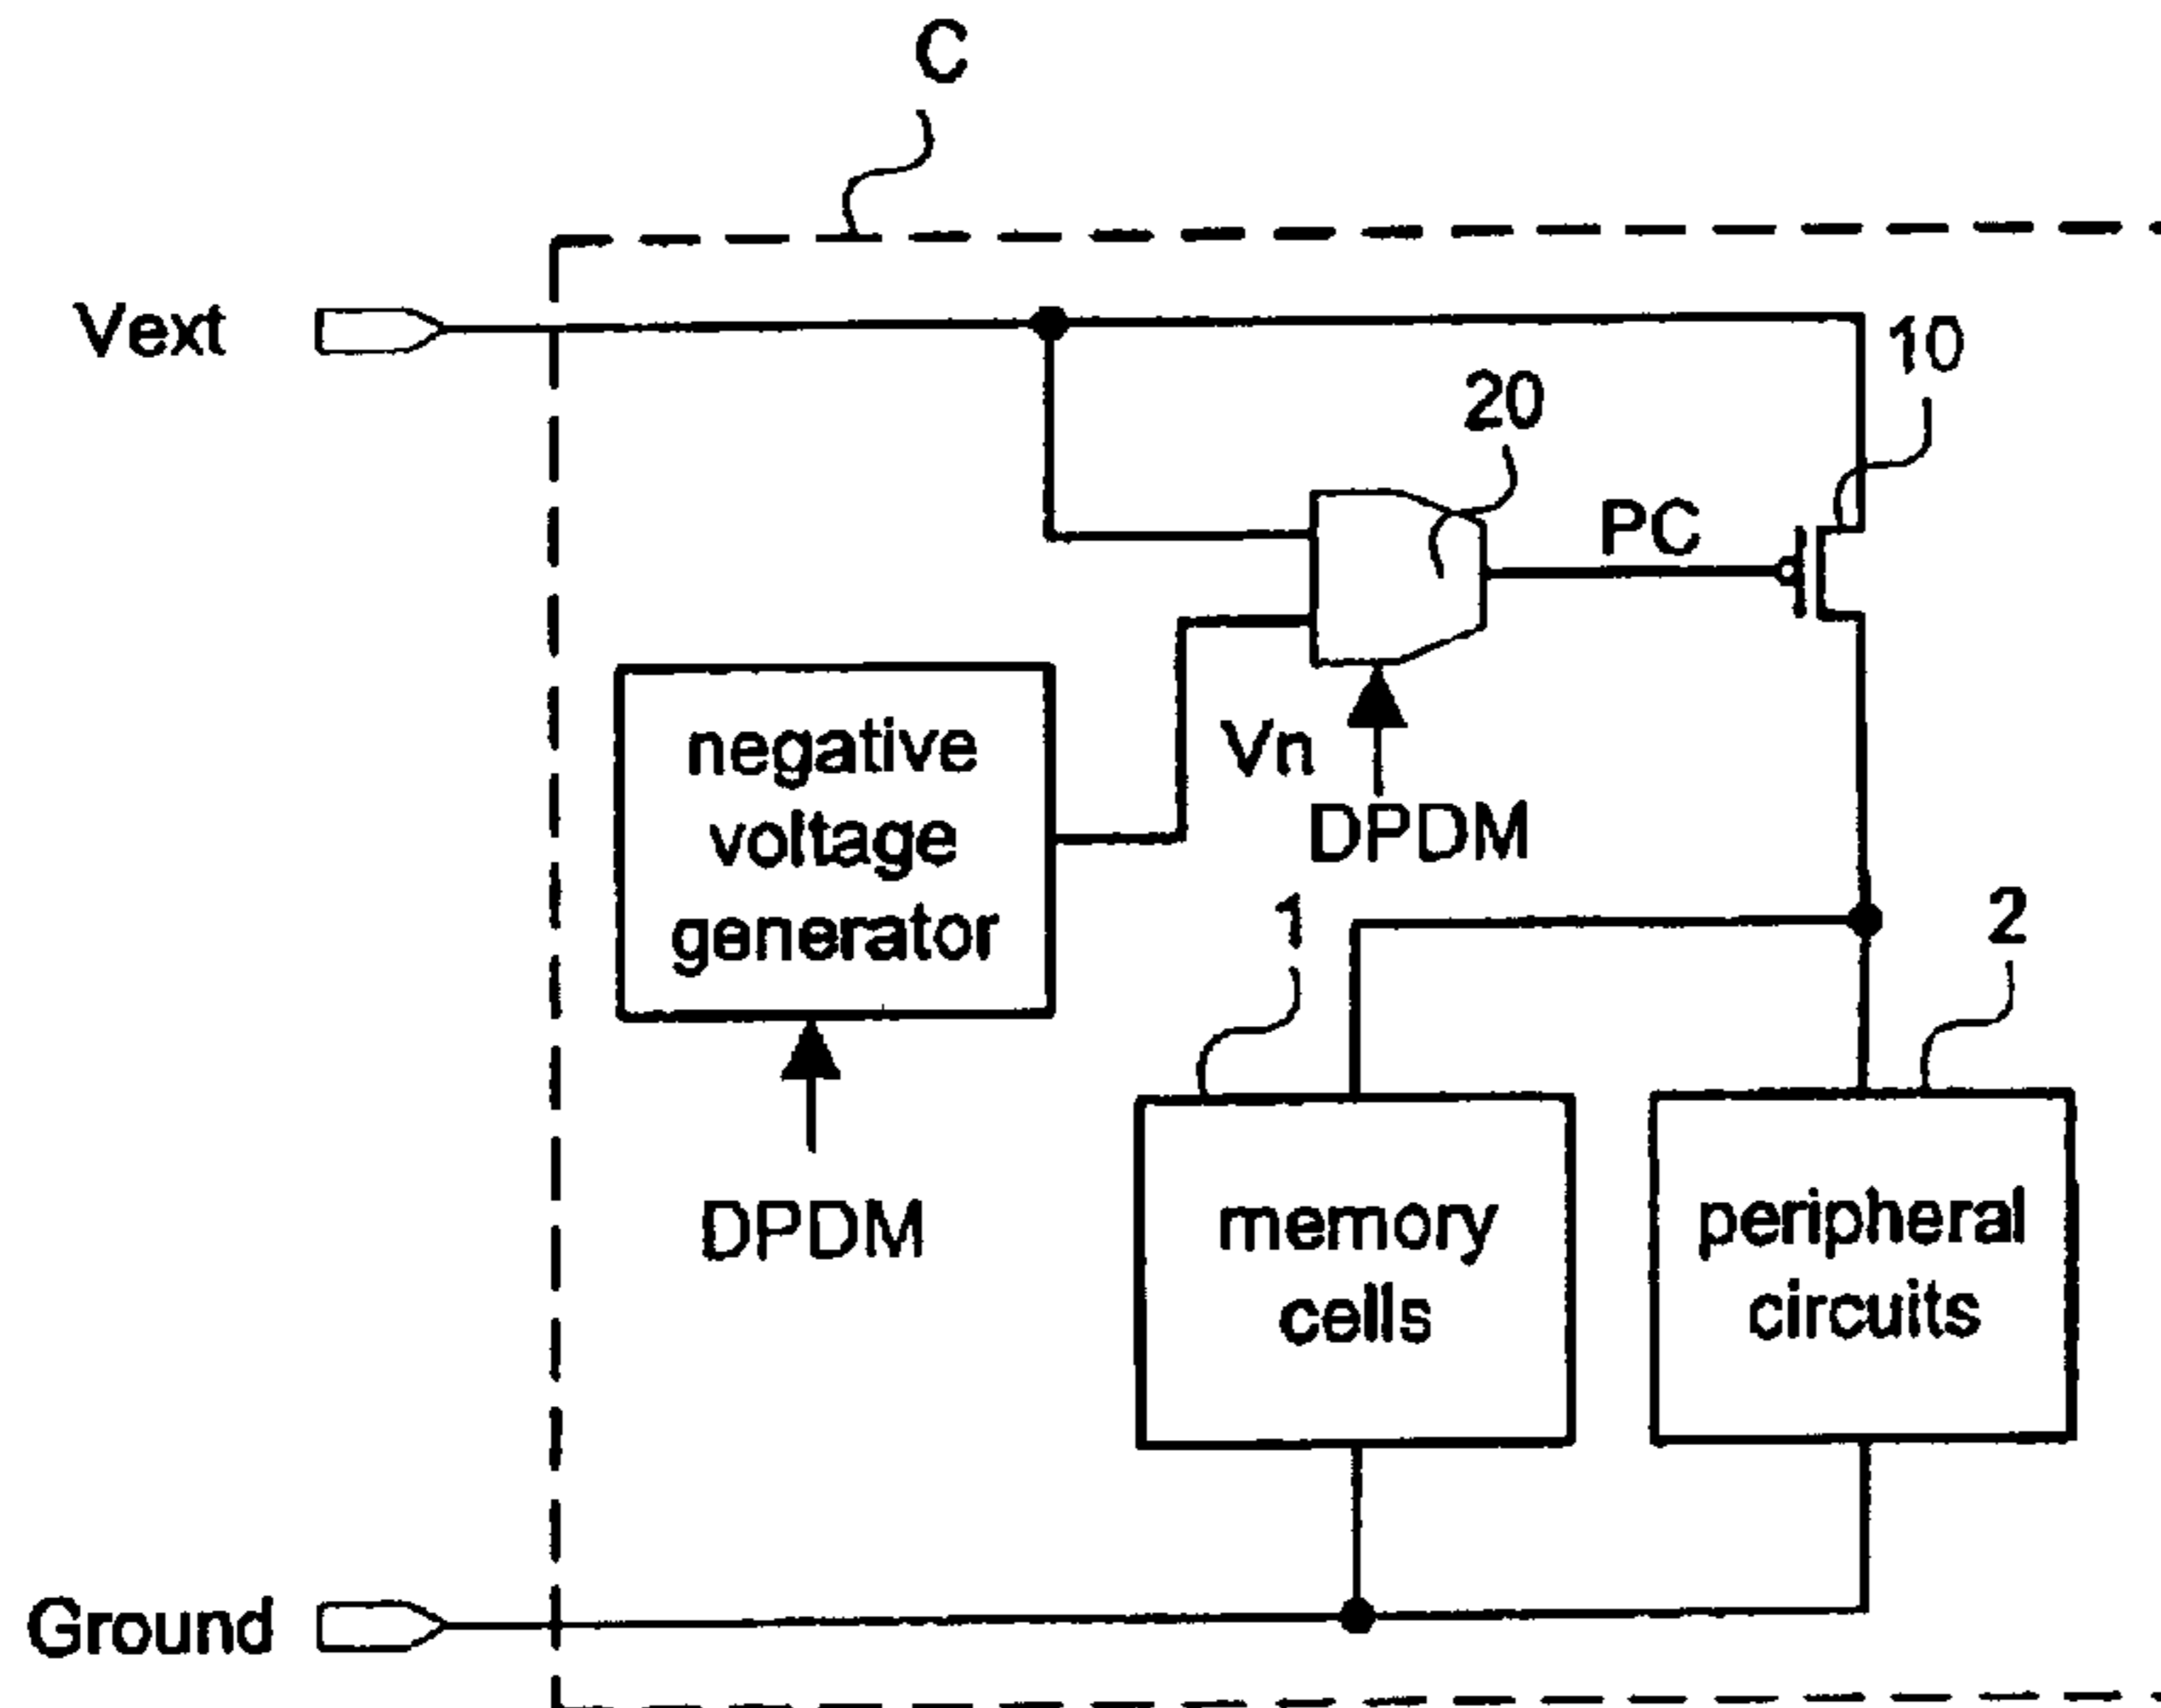 C
Vext
10
20
PC
negative
voltage
generator
Vn
DPDM
1
2
DPDM
memory
cells
peripheral
circuits
Ground